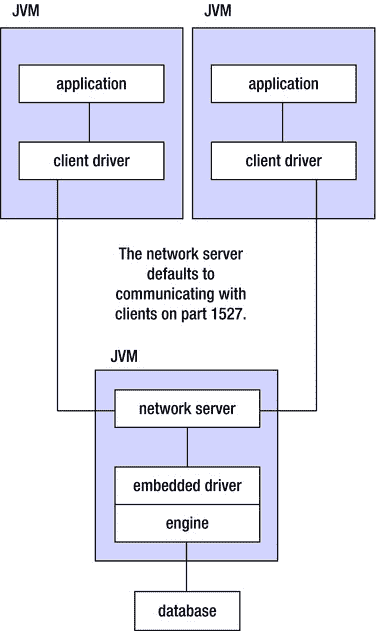 JVM
JVM
application
application
client driver
client driver
The network server
defaults to
communicating with
clients on part 1527.
JVM
network server
embedded driver
engine
database